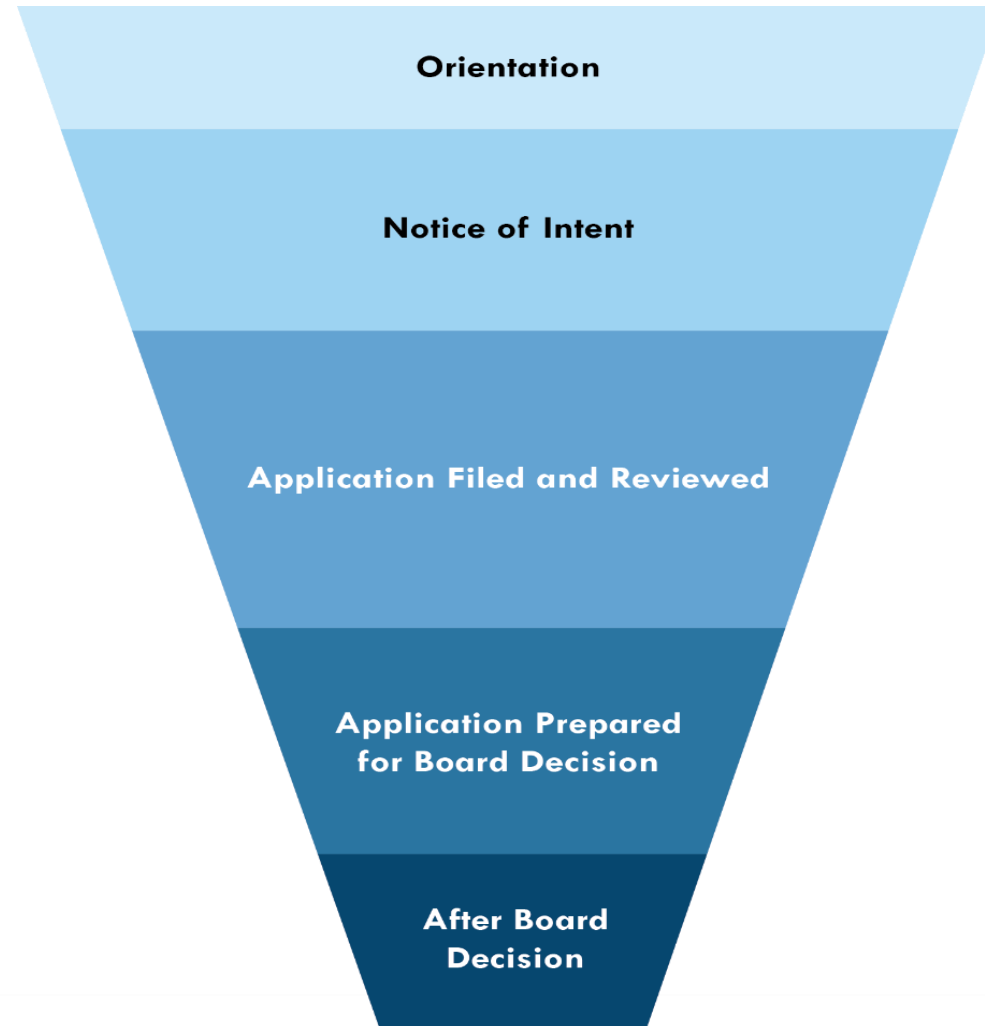 Orientation
Notice of Intent
Application Filed and Reviewed
Application Prepared
for Board Decision
After Board
Decision